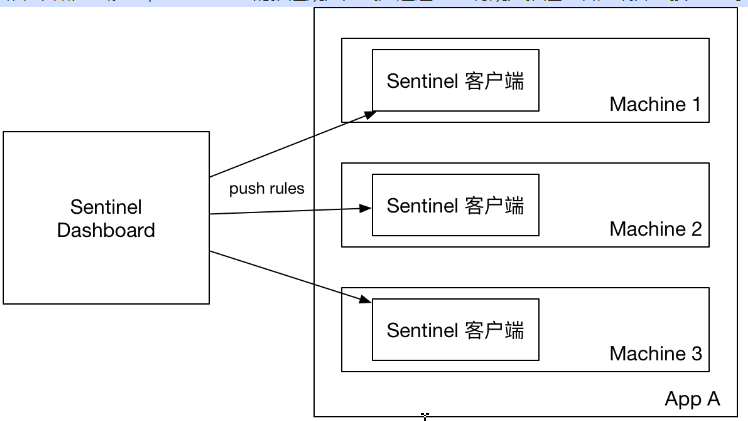 Sentinel 客户端
Machine 1
push rules
Sentinel
Dashboard
Sentinel 客户端
Machine 2
Sentinel 客户端
Machine 3
App A